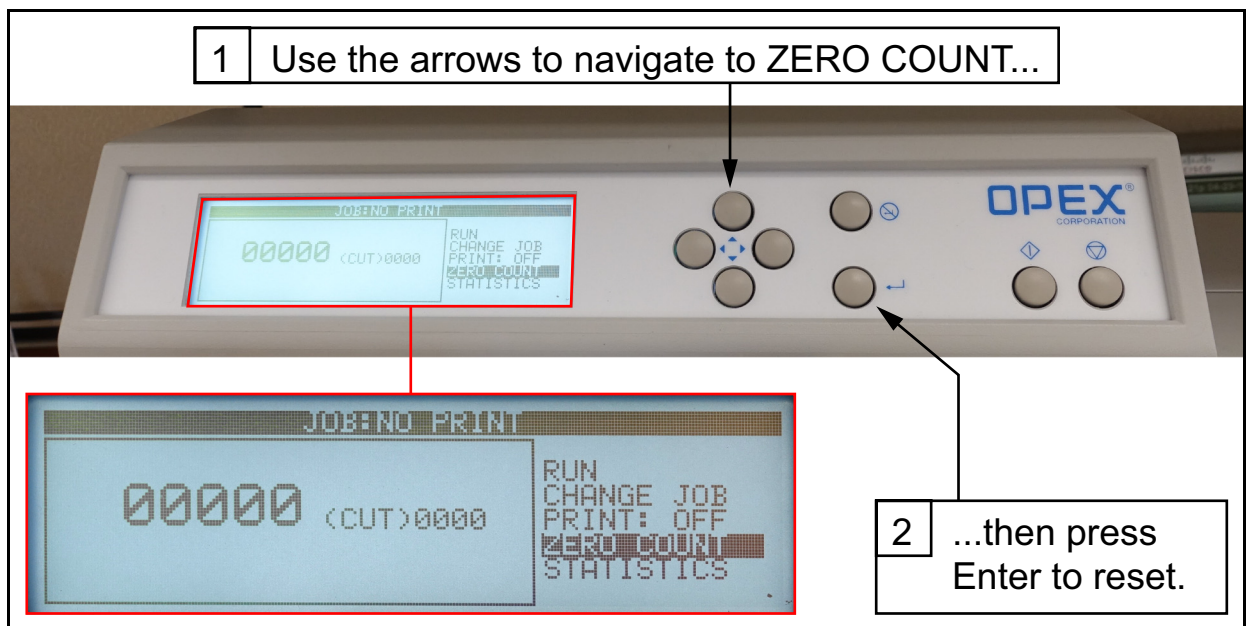 1 Use the arrows to navigate to ZERO COUNT...
JOB:NO PRINT
00000 (CUT)0000
RUN
CHANGE JOB
PRINT: OFF
ZERO COUNT
STATISTICS
OPEX®
CORPORATION
CISCO
JOB:NO PRINT
00000 (CUT)0000
RUN
CHANGE JOB
PRINT: OFF
ZERO COUNT
STATISTICS
2 ...then press
Enter to reset.